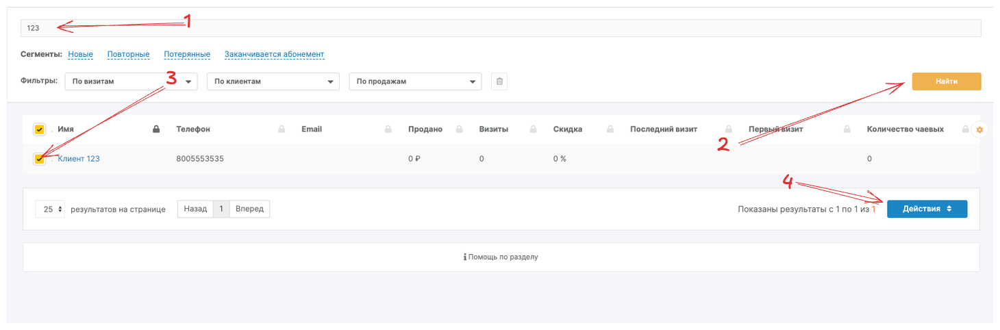 1
123
Сегменты: Новые Повторные Потерянные Заканчивается абонемент
3
Фильтры: По визитам По клиентам По продажам Найти
Имя Телефон Email Продано Визиты Скидка Последний визит Первый визит Количество чаевых
2
Клиент 123 8005553535 0 ₽ 0 0 % 0
4
25 результатов на странице Назад 1 Вперед Показаны результаты с 1 по 1 из 1 Действия
Помощь по разделу